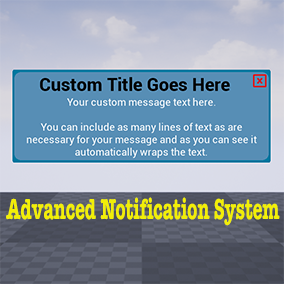 Custom Title Goes Here
Your custom message text here.
You can include as many lines of text as are
necessary for your message and as you can see it
automatically wraps the text.
Advanced Notification System